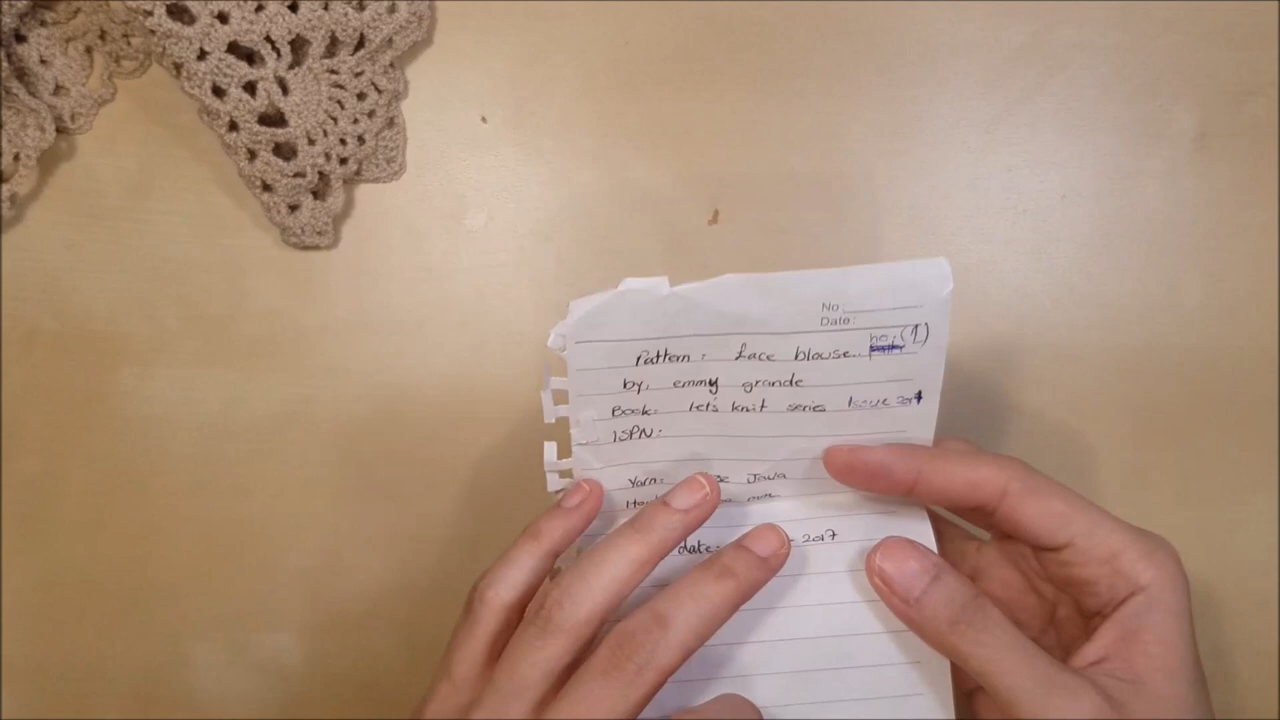 No:
Date:
no: (1)
Pattern: Lace blouse..
by, emmy grande
Book: let's knit series Issue 2017
ISPN:
Yarn: Java
date: 2017